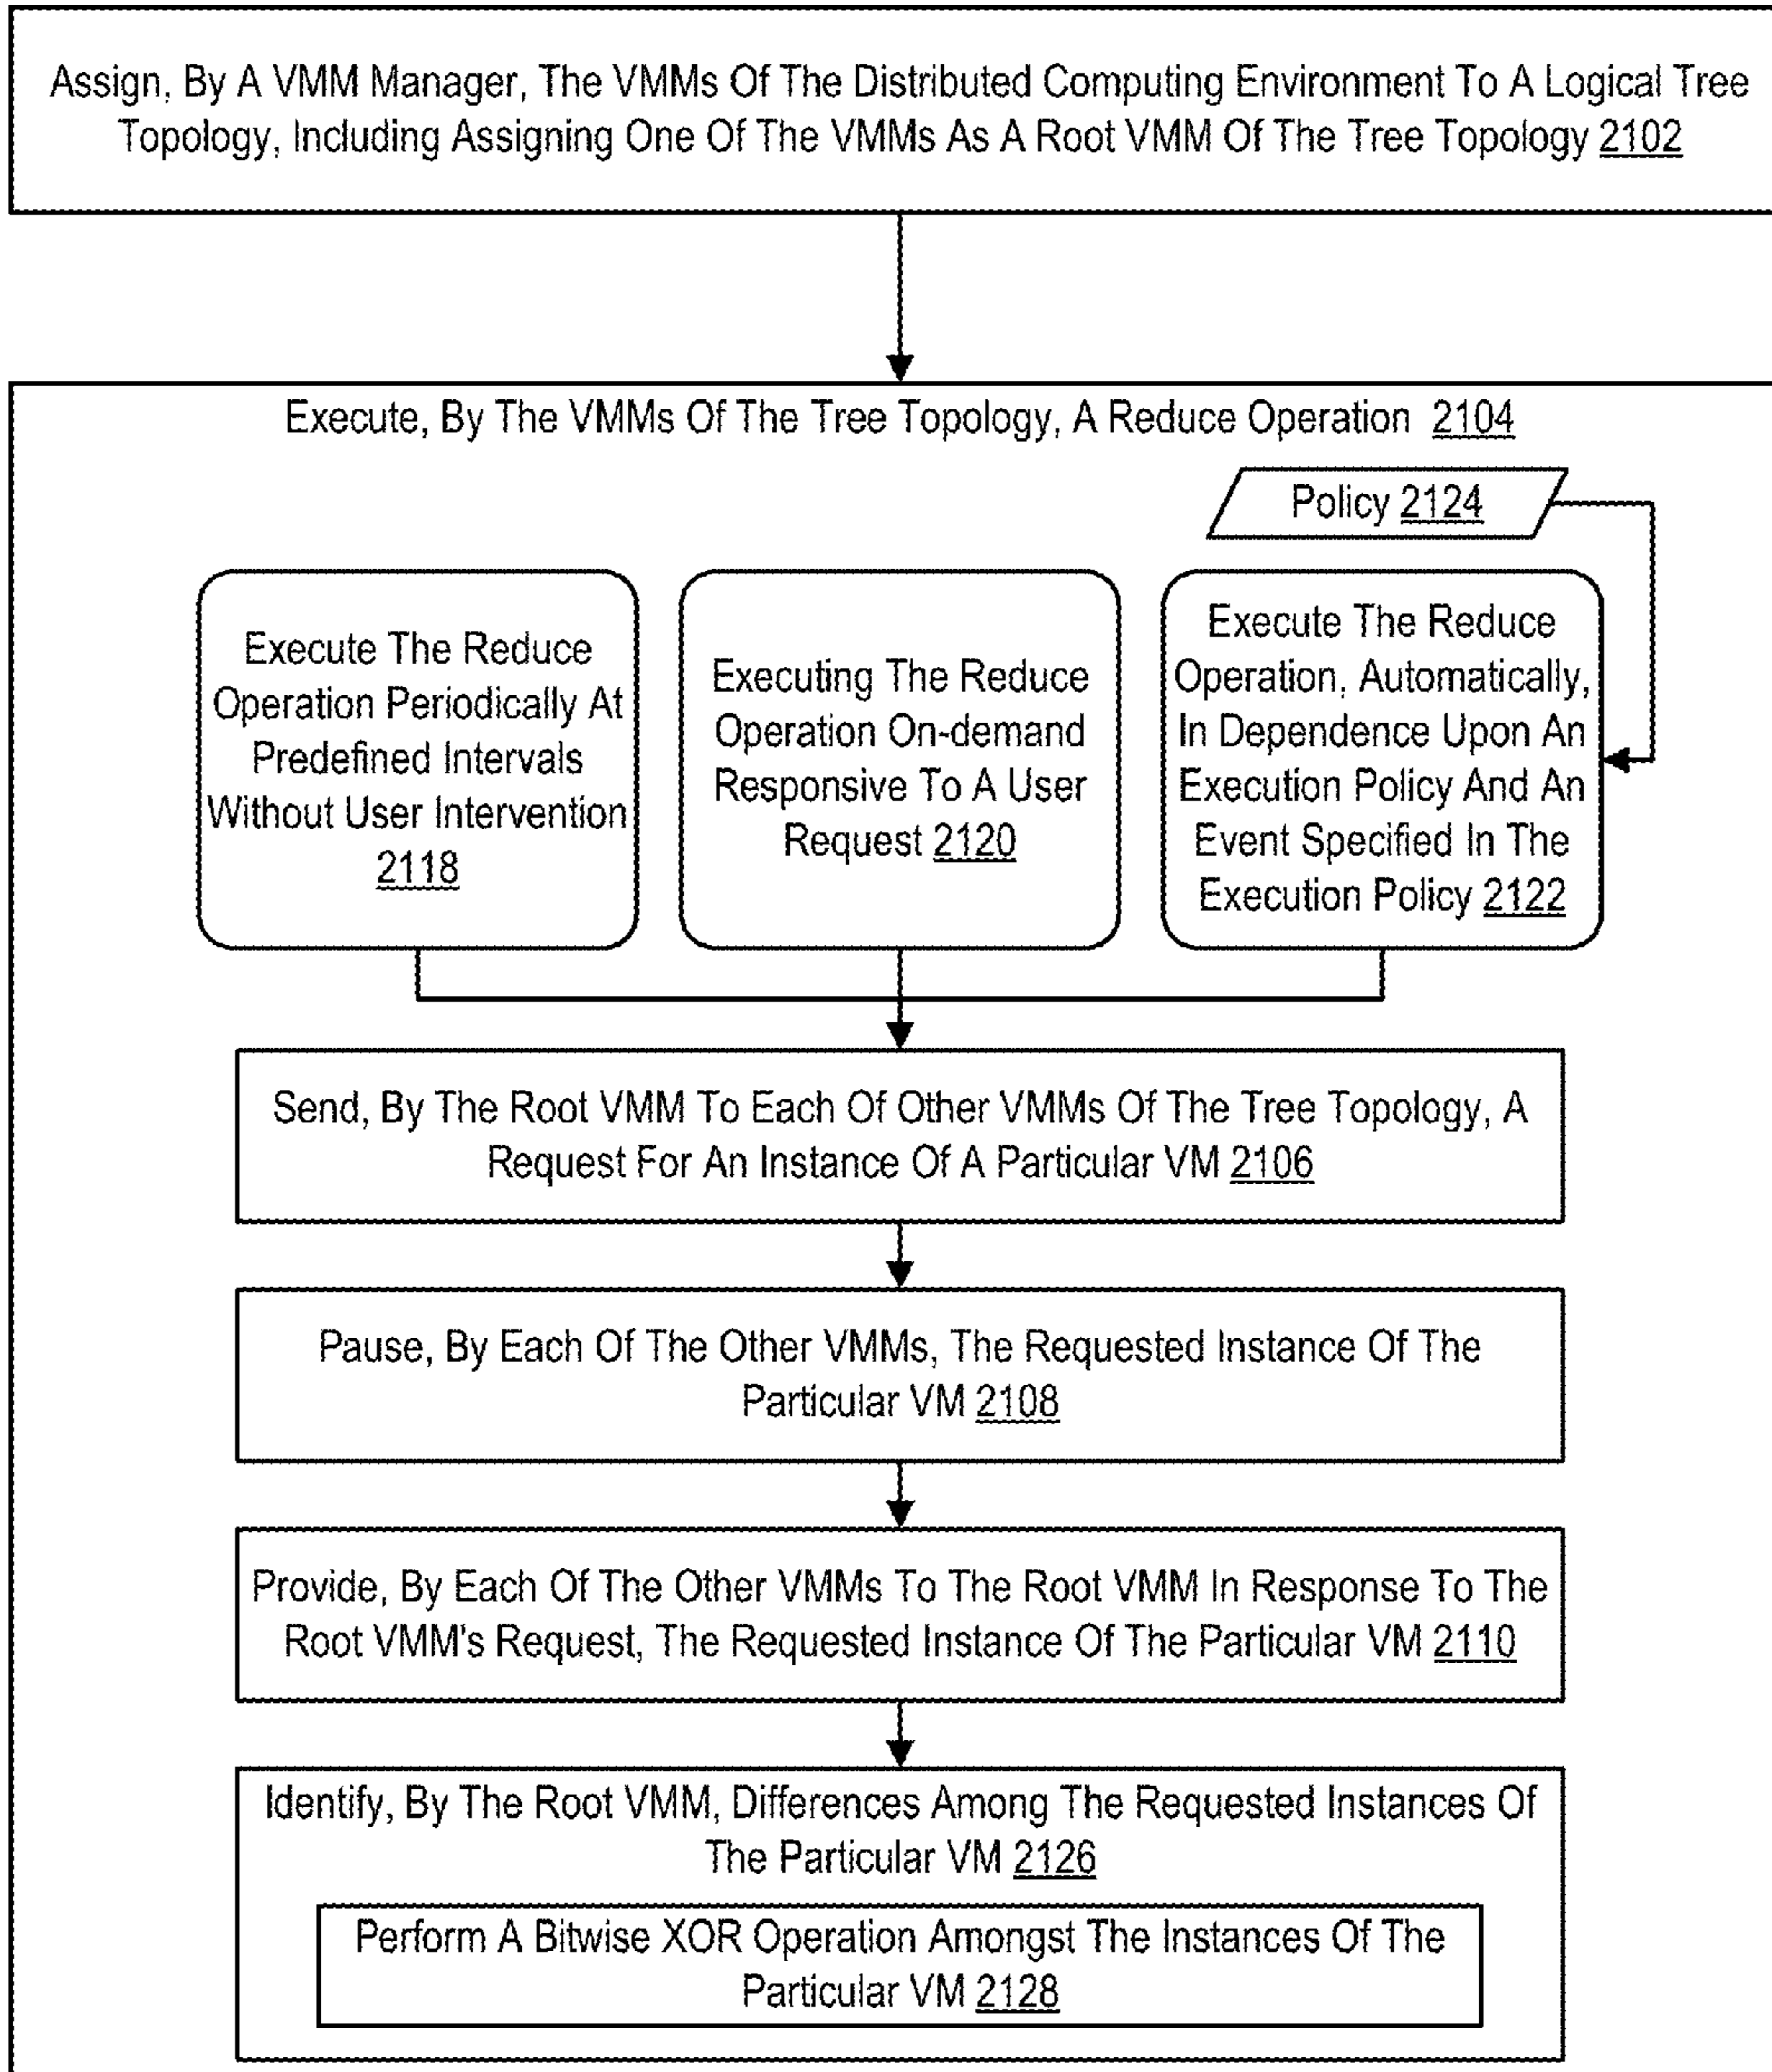 Assign, By A VMM Manager, The VMMs Of The Distributed Computing Environment To A Logical Tree
Topology, Including Assigning One Of The VMMs As A Root VMM Of The Tree Topology 2102
Execute, By The VMMs Of The Tree Topology, A Reduce Operation 2104
Policy 2124
Execute The Reduce
Operation Periodically At
Predefined Intervals
Without User Intervention
2118
Executing The Reduce
Operation On-demand
Responsive To A User
Request 2120
Execute The Reduce
Operation, Automatically,
In Dependence Upon An
Execution Policy And An
Event Specified In The
Execution Policy 2122
Send, By The Root VMM To Each Of Other VMMs Of The Tree Topology, A
Request For An Instance Of A Particular VM 2106
Pause, By Each Of The Other VMMs, The Requested Instance Of The
Particular VM 2108
Provide, By Each Of The Other VMMs To The Root VMM In Response To The
Root VMM's Request, The Requested Instance Of The Particular VM 2110
Identify, By The Root VMM, Differences Among The Requested Instances Of
The Particular VM 2126
Perform A Bitwise XOR Operation Amongst The Instances Of The
Particular VM 2128